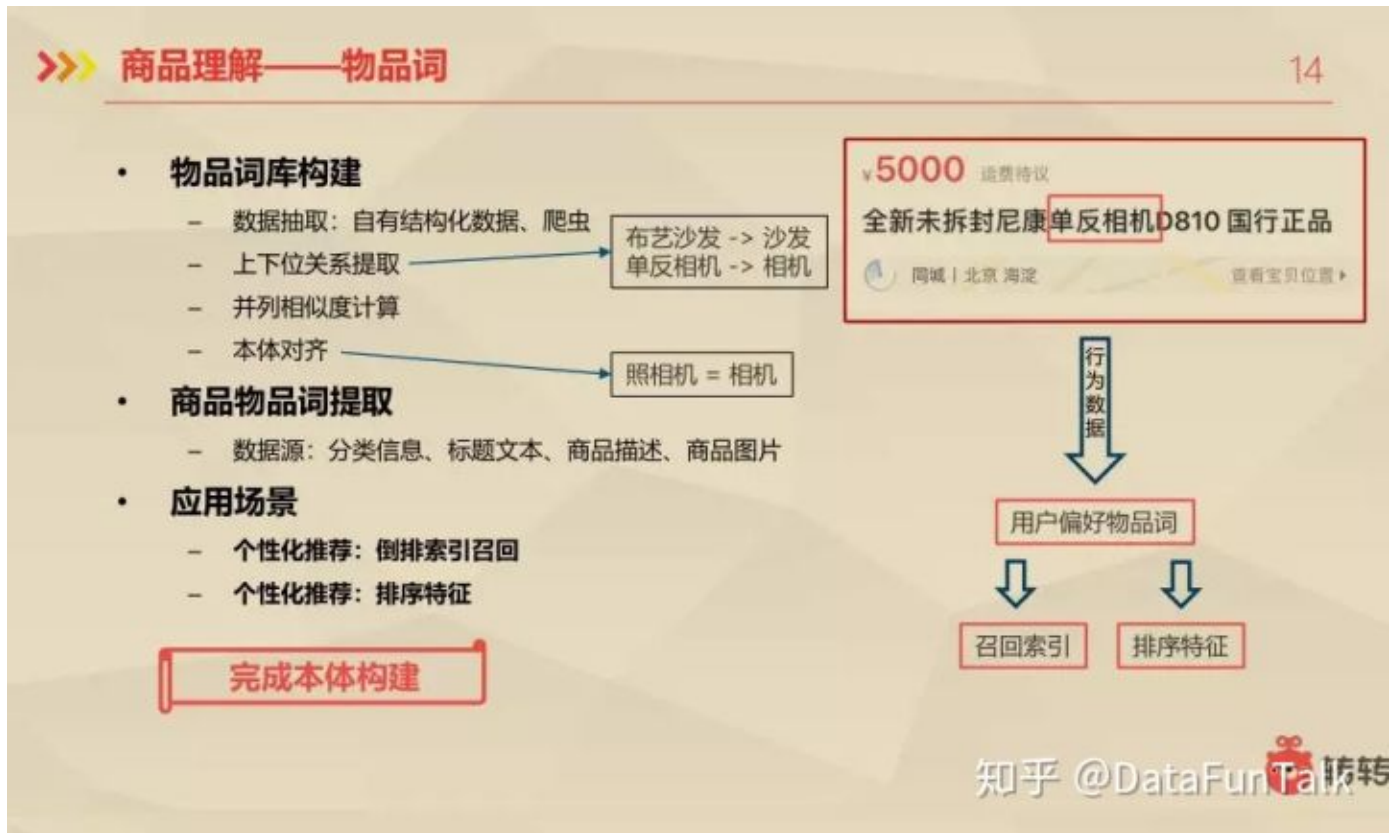 商品理解——物品词
14
• 物品词库构建
– 数据抽取：自有结构化数据、爬虫
– 上下位关系提取
– 并列相似度计算
– 本体对齐
布艺沙发 -> 沙发
单反相机 -> 相机
照相机 = 相机
• 商品物品词提取
– 数据源：分类信息、标题文本、商品描述、商品图片
• 应用场景
– 个性化推荐：倒排索引召回
– 个性化推荐：排序特征
完成本体构建
¥5000 运费待议
全新未拆封尼康单反相机D810 国行正品
同城 | 北京 海淀
查看宝贝位置
行为数据
用户偏好物品词
召回索引
排序特征
知乎 @DataFunTalk
转转